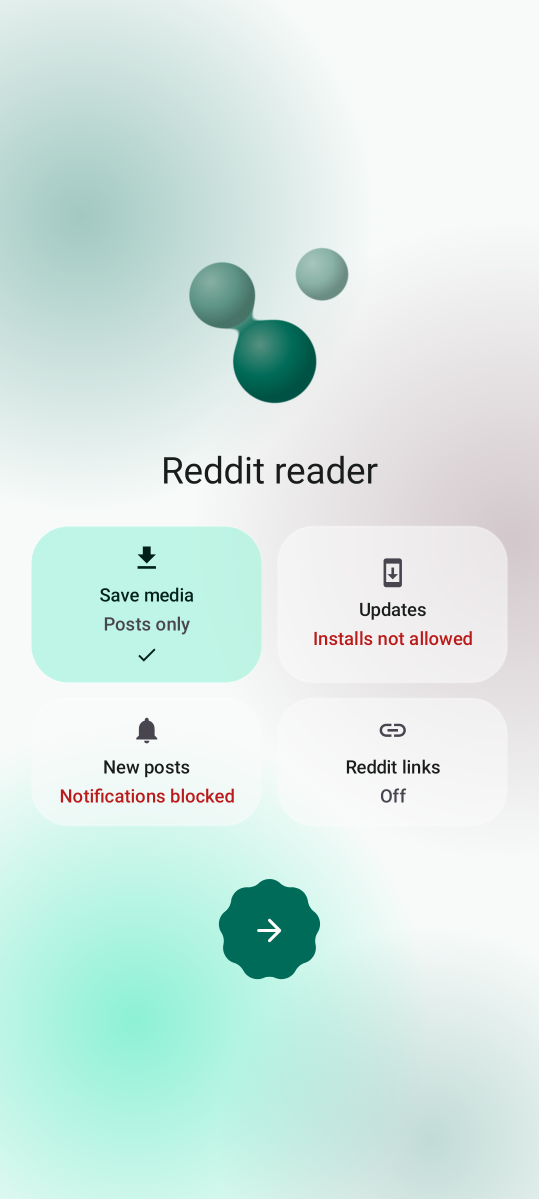 Reddit reader
Save media
Posts only
Updates
Installs not allowed
New posts
Notifications blocked
Reddit links
Off